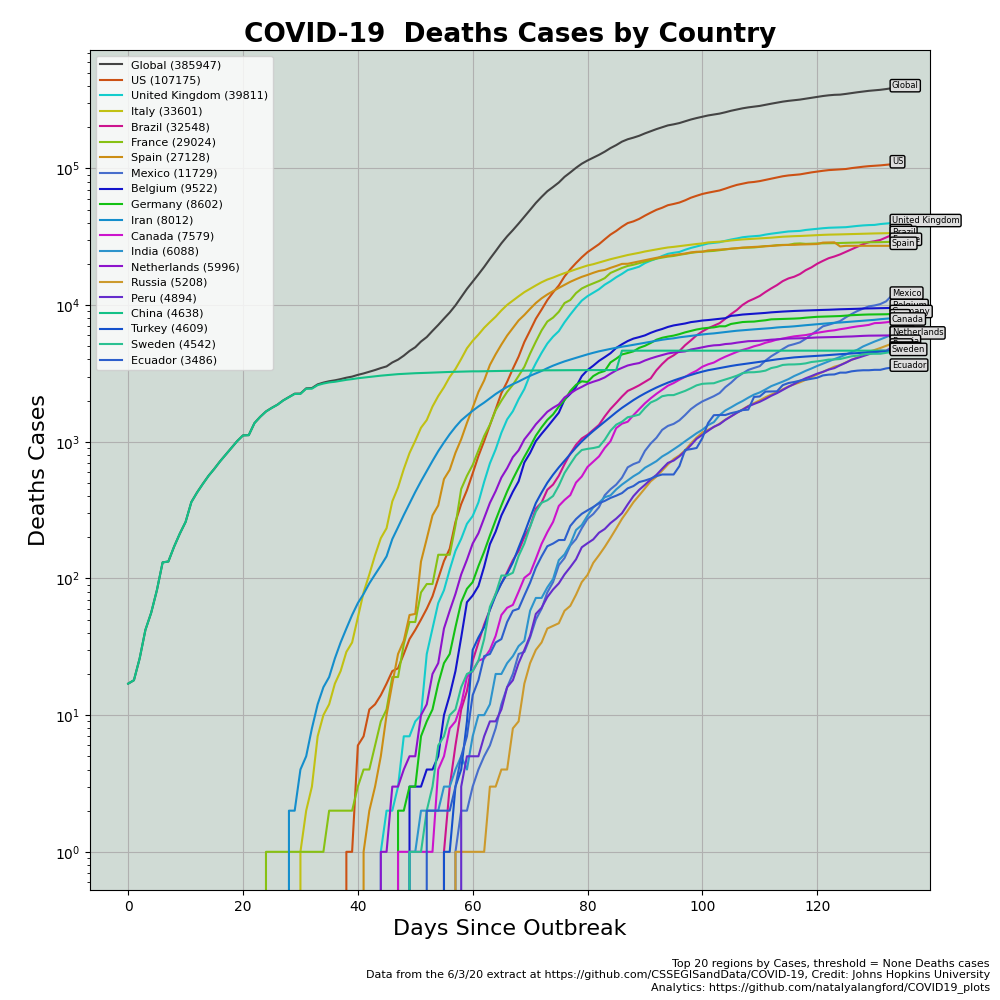 COVID-19  Deaths Cases by Country
Global (385947)
US (107175)
United Kingdom (39811)
Italy (33601)
Brazil (32548)
France (29024)
Spain (27128)
Mexico (11729)
Belgium (9522)
Germany (8602)
Iran (8012)
Canada (7579)
India (6088)
Netherlands (5996)
Russia (5208)
Peru (4894)
China (4638)
Turkey (4609)
Sweden (4542)
Ecuador (3486)
Global
US
United Kingdom
Brazil
Spain
Mexico
Belgium
Canada
Netherlands
Sweden
Ecuador
Deaths Cases
10^5
10^4
10^3
10^2
10^1
10^0
0 20 40 60 80 100 120
Days Since Outbreak
Top 20 regions by Cases, threshold = None Deaths cases
Data from the 6/3/20 extract at https://github.com/CSSEGISandData/COVID-19, Credit: Johns Hopkins University
Analytics: https://github.com/natalyalangford/COVID19_plots